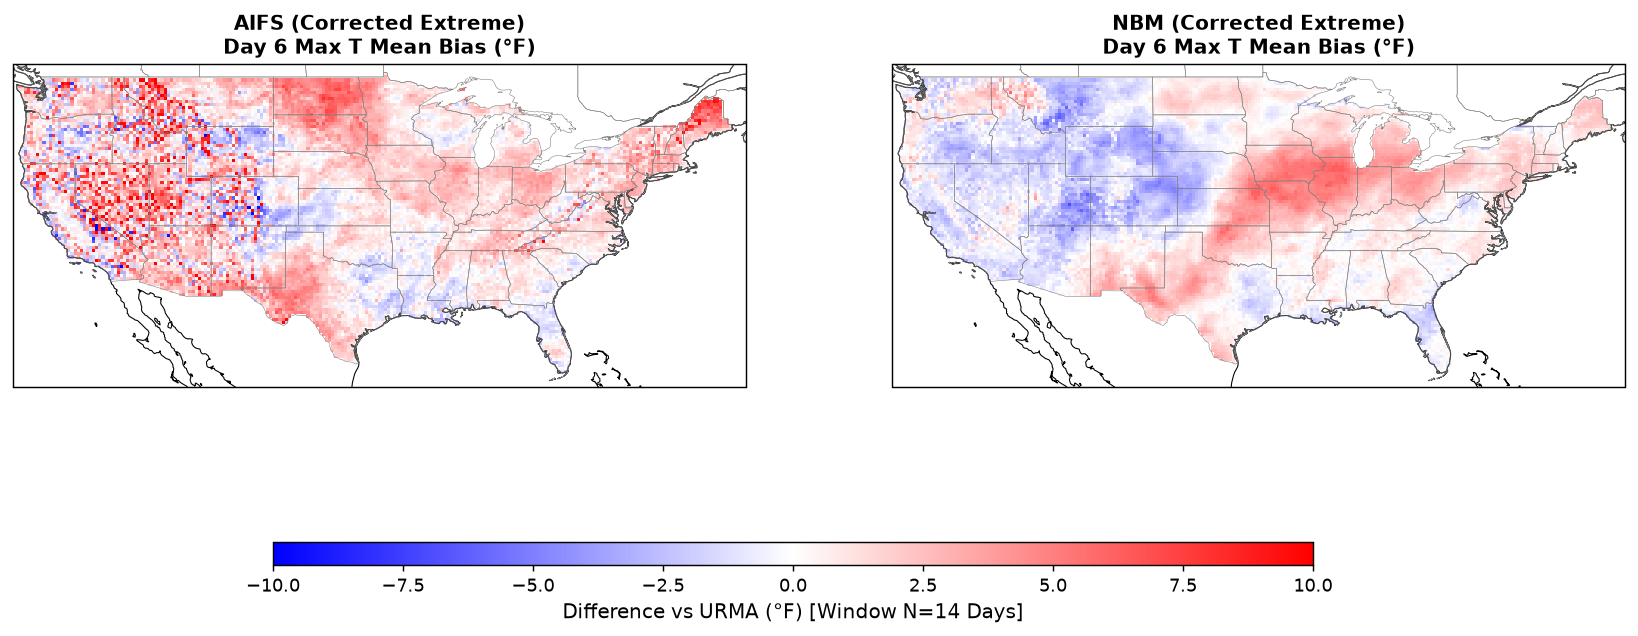 AIFS (Corrected Extreme)
Day 6 Max T Mean Bias (°F)
NBM (Corrected Extreme)
Day 6 Max T Mean Bias (°F)
−10.0 −7.5 −5.0 −2.5 0.0 2.5 5.0 7.5 10.0
Difference vs URMA (°F) [Window N=14 Days]